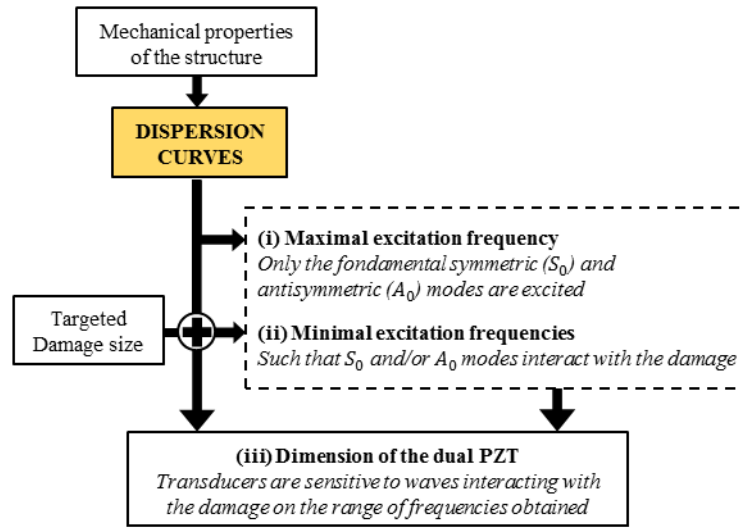 Mechanical properties
of the structure
DISPERSION
CURVES
(i) Maximal excitation frequency
Only the fondamental symmetric (S₀) and
antisymmetric (A₀) modes are excited
Targeted
Damage size
(ii) Minimal excitation frequencies
Such that S₀ and/or A₀ modes interact with the damage
(iii) Dimension of the dual PZT
Transducers are sensitive to waves interacting with
the damage on the range of frequencies obtained